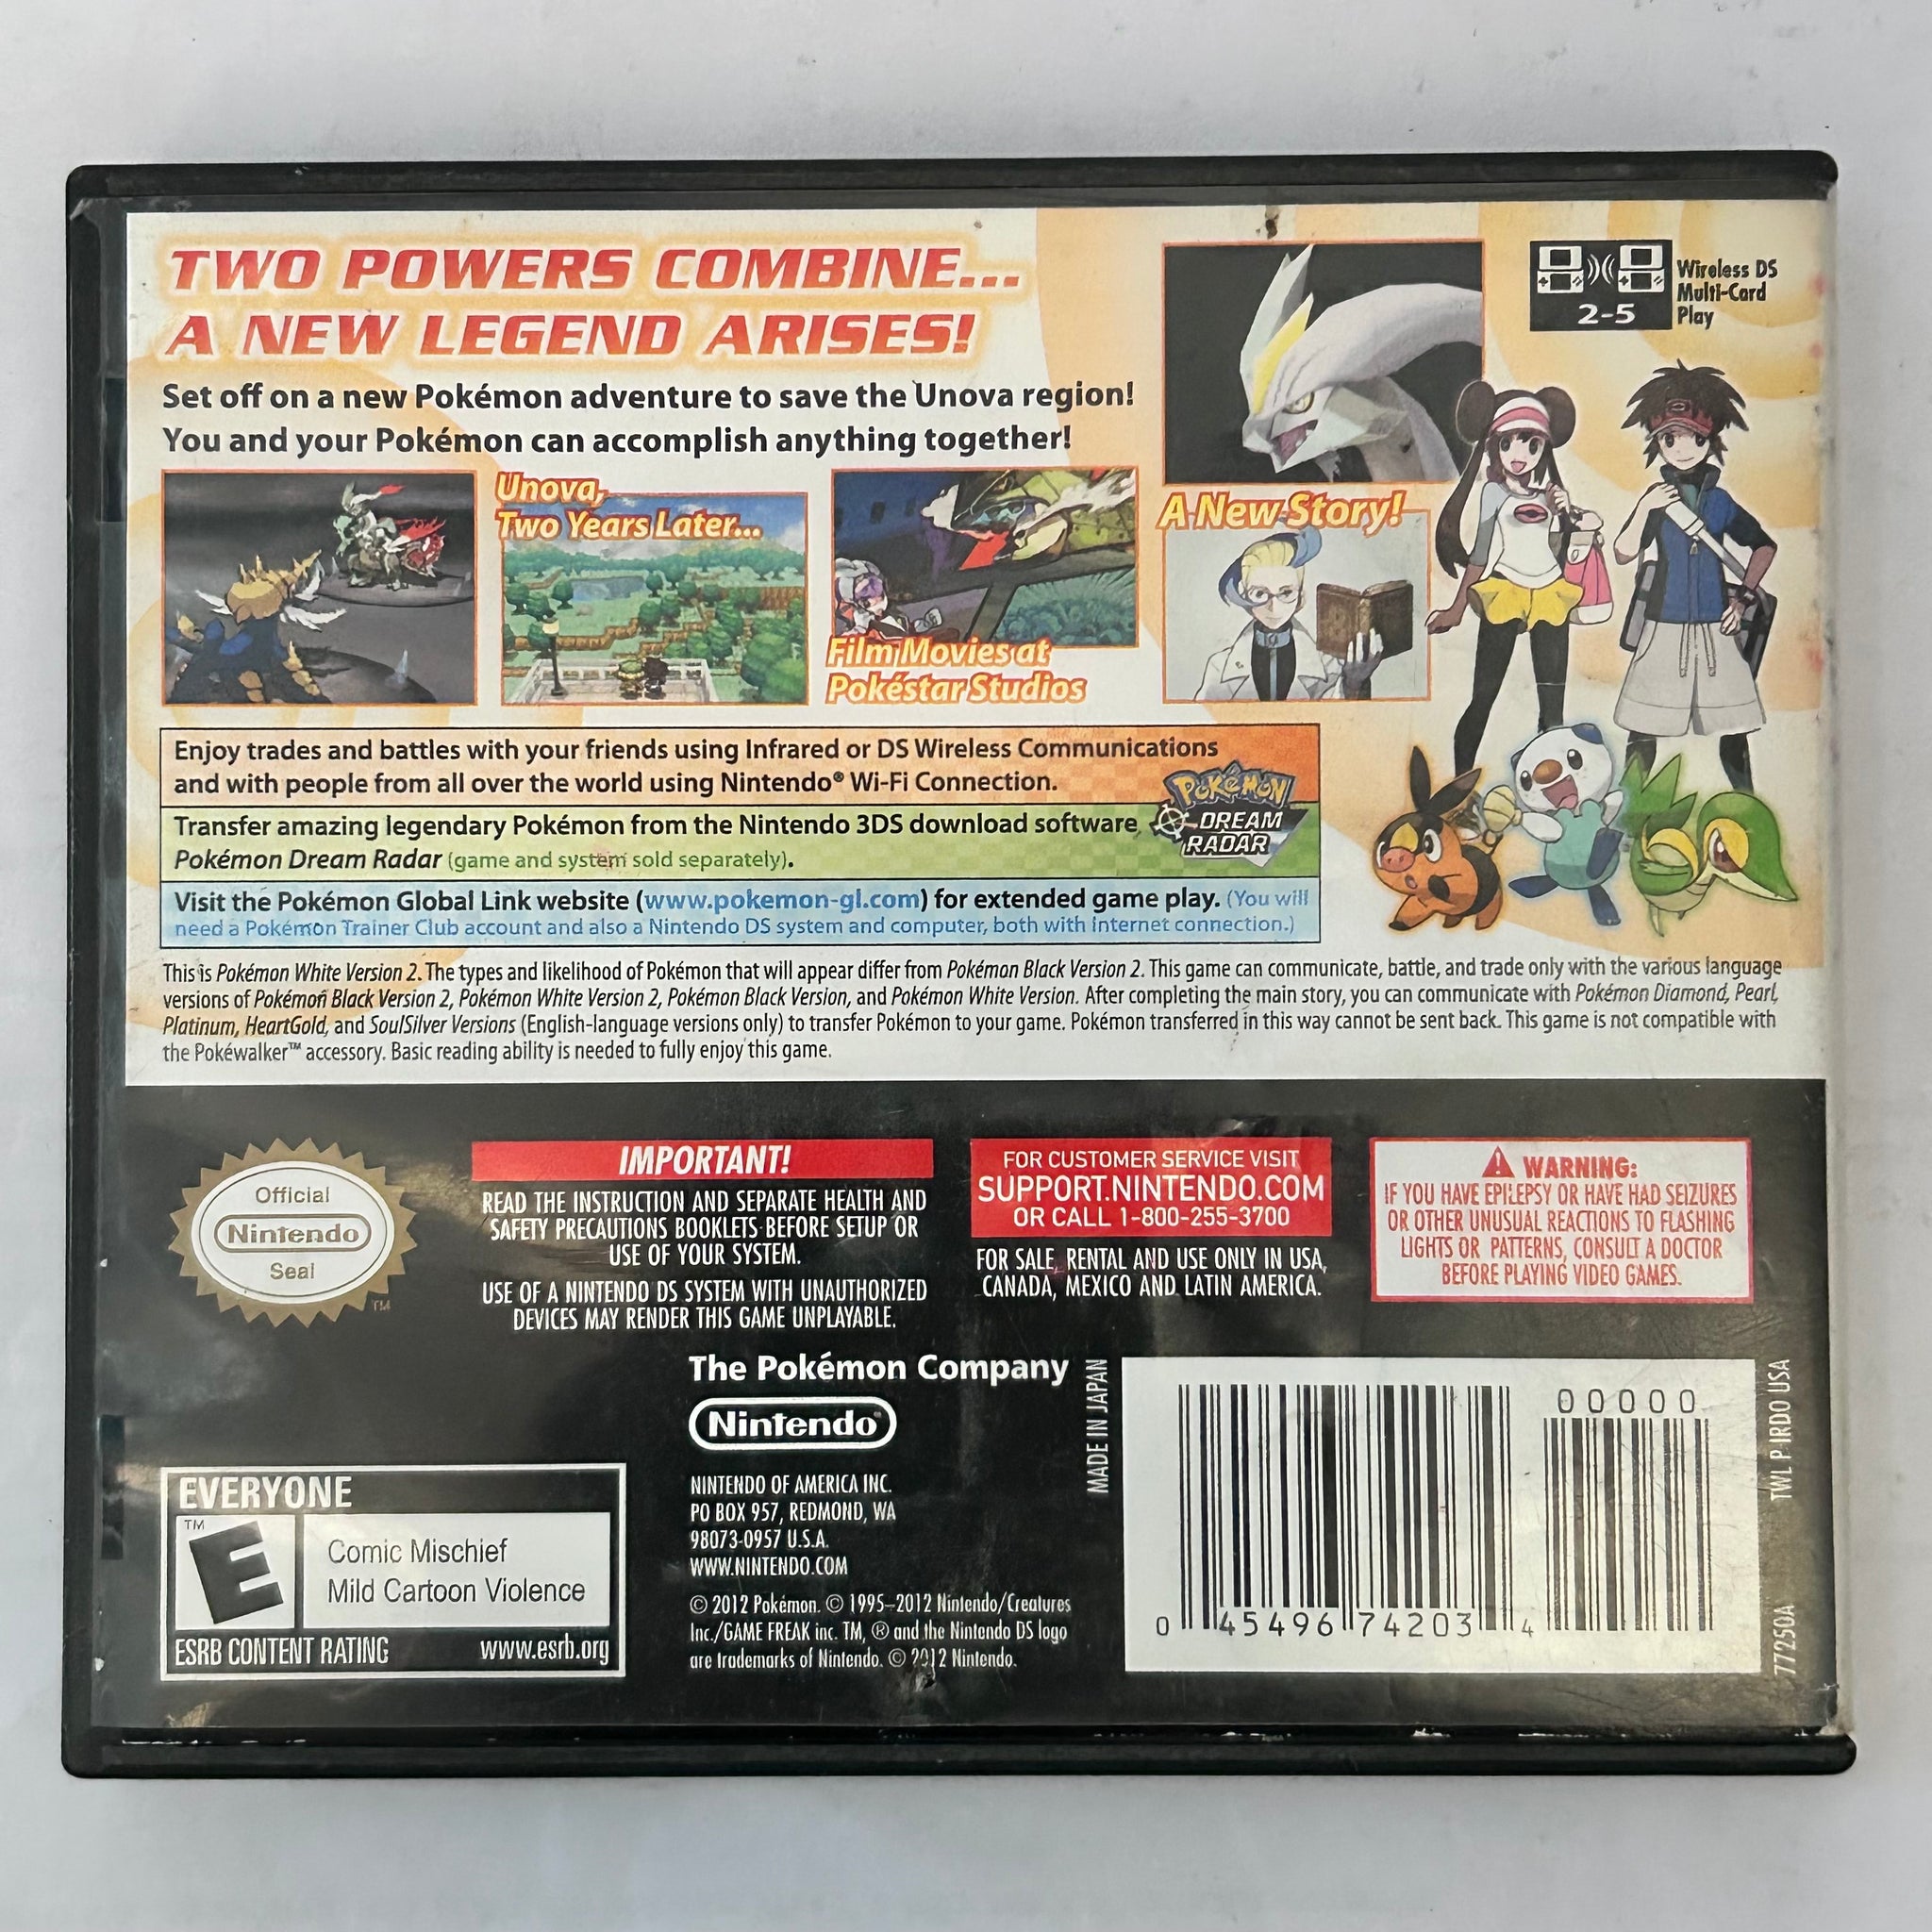 TWO POWERS COMBINE...
A NEW LEGEND ARISES!
Set off on a new Pokémon adventure to save the Unova region!
You and your Pokémon can accomplish anything together!
Wireless DS
Multi-Card
Play
2-5
Unova,
Two Years Later...
Film Movies at
Pokéstar Studios
A New Story!
Enjoy trades and battles with your friends using Infrared or DS Wireless Communications
and with people from all over the world using Nintendo® Wi-Fi Connection.
Transfer amazing legendary Pokémon from the Nintendo 3DS download software,
Pokémon Dream Radar (game and system sold separately).
POKéMON
DREAM
RADAR
Visit the Pokémon Global Link website (www.pokemon-gl.com) for extended game play. (You will
need a Pokémon Trainer Club account and also a Nintendo DS system and computer, both with internet connection.)
This is Pokémon White Version 2. The types and likelihood of Pokémon that will appear differ from Pokémon Black Version 2. This game can communicate, battle, and trade only with the various language
versions of Pokémon Black Version 2, Pokémon White Version 2, Pokémon Black Version, and Pokémon White Version. After completing the main story, you can communicate with Pokémon Diamond, Pearl,
Platinum, HeartGold, and SoulSilver Versions (English-language versions only) to transfer Pokémon to your game. Pokémon transferred in this way cannot be sent back. This game is not compatible with
the Pokéwalker™ accessory. Basic reading ability is needed to fully enjoy this game.
Official
Nintendo
Seal
TM
IMPORTANT!
READ THE INSTRUCTION AND SEPARATE HEALTH AND
SAFETY PRECAUTIONS BOOKLETS BEFORE SETUP OR
USE OF YOUR SYSTEM.
USE OF A NINTENDO DS SYSTEM WITH UNAUTHORIZED
DEVICES MAY RENDER THIS GAME UNPLAYABLE.
FOR CUSTOMER SERVICE VISIT
SUPPORT.NINTENDO.COM
OR CALL 1-800-255-3700
FOR SALE, RENTAL AND USE ONLY IN USA,
CANADA, MEXICO AND LATIN AMERICA.
WARNING:
IF YOU HAVE EPILEPSY OR HAVE HAD SEIZURES
OR OTHER UNUSUAL REACTIONS TO FLASHING
LIGHTS OR PATTERNS, CONSULT A DOCTOR
BEFORE PLAYING VIDEO GAMES.
The Pokémon Company
Nintendo®
NINTENDO OF AMERICA INC.
PO BOX 957, REDMOND, WA
98073-0957 U.S.A.
WWW.NINTENDO.COM
© 2012 Pokémon. © 1995–2012 Nintendo/Creatures
Inc./GAME FREAK inc. TM, ® and the Nintendo DS logo
are trademarks of Nintendo. © 2012 Nintendo.
EVERYONE
TM
E
Comic Mischief
Mild Cartoon Violence
ESRB CONTENT RATING www.esrb.org
MADE IN JAPAN
00000
0 45496 74203 4
TWL P IRDO USA
77250A